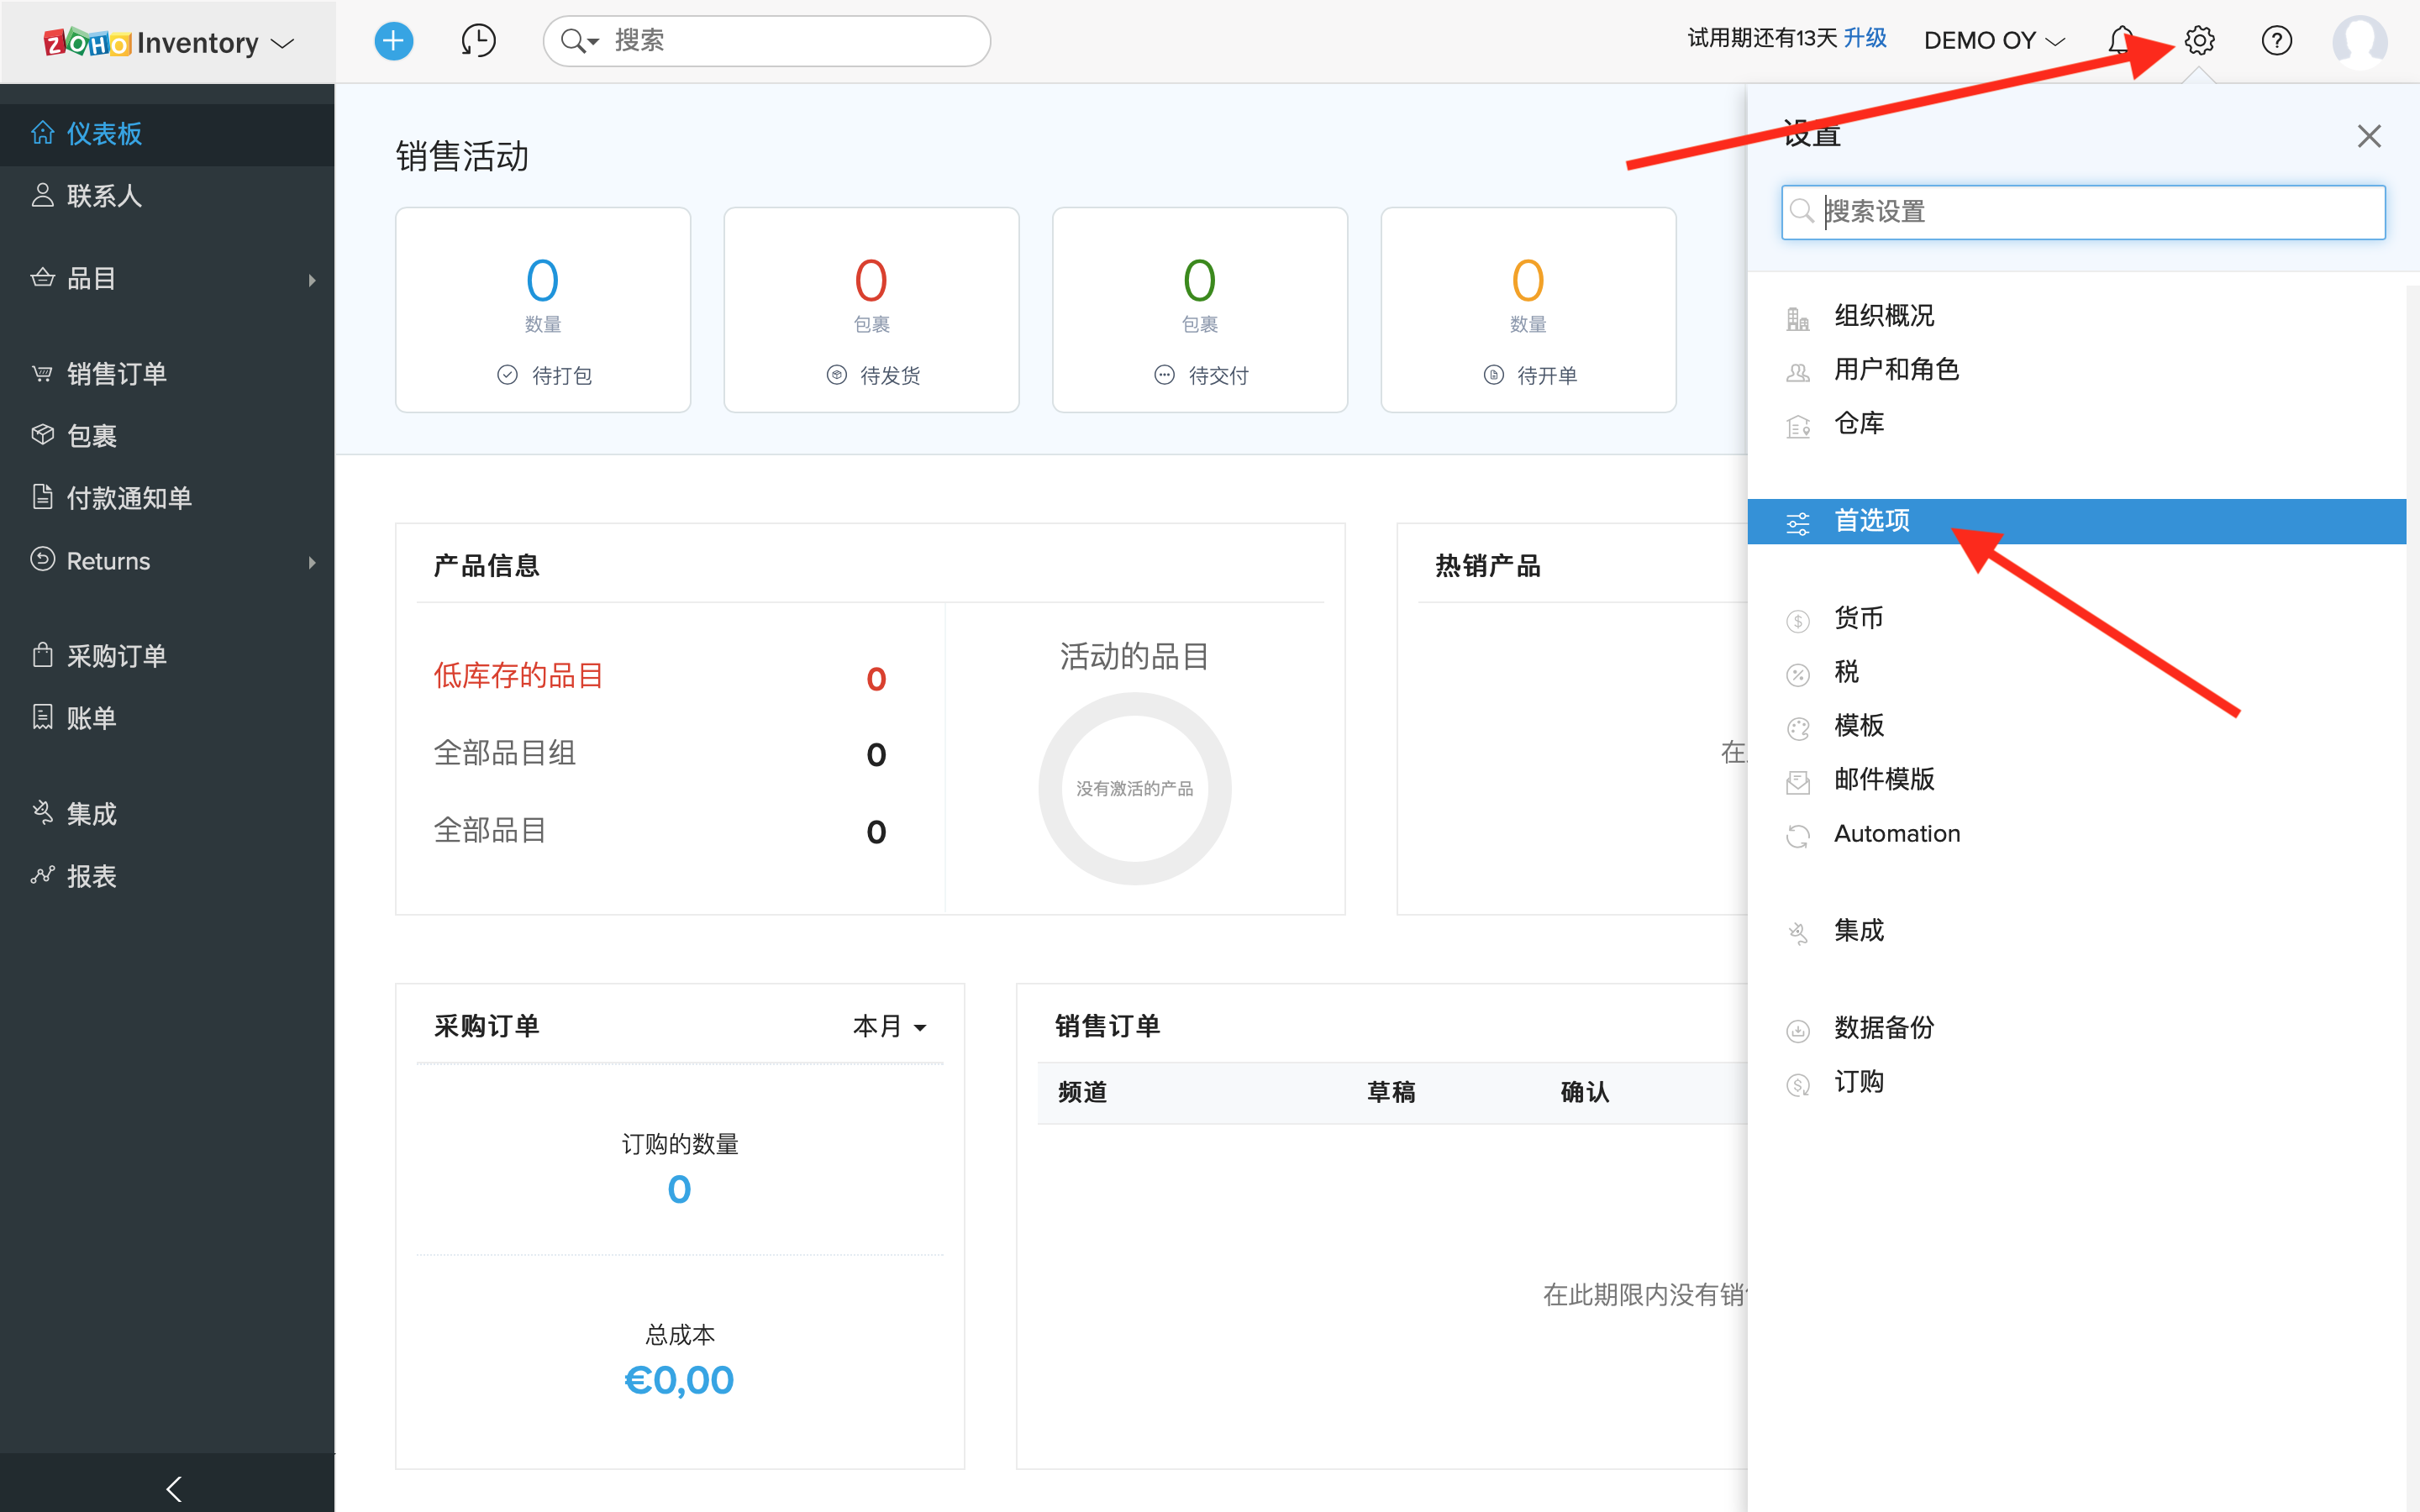 ZOHO Inventory
搜索
试用期还有13天 升级
DEMO OY
仪表板
联系人
品目
销售订单
包裹
付款通知单
Returns
采购订单
账单
集成
报表
销售活动
0
数量
待打包
0
包裹
待发货
0
包裹
待交付
0
数量
待开单
产品信息
低库存的品目 0
全部品目组 0
全部品目 0
活动的品目
没有激活的产品
热销产品
在
采购订单
本月
订购的数量
0
总成本
€0,00
销售订单
频道 草稿 确认
在此期限内没有销
设置
搜索设置
组织概况
用户和角色
仓库
首选项
货币
税
模板
邮件模版
Automation
集成
数据备份
订购